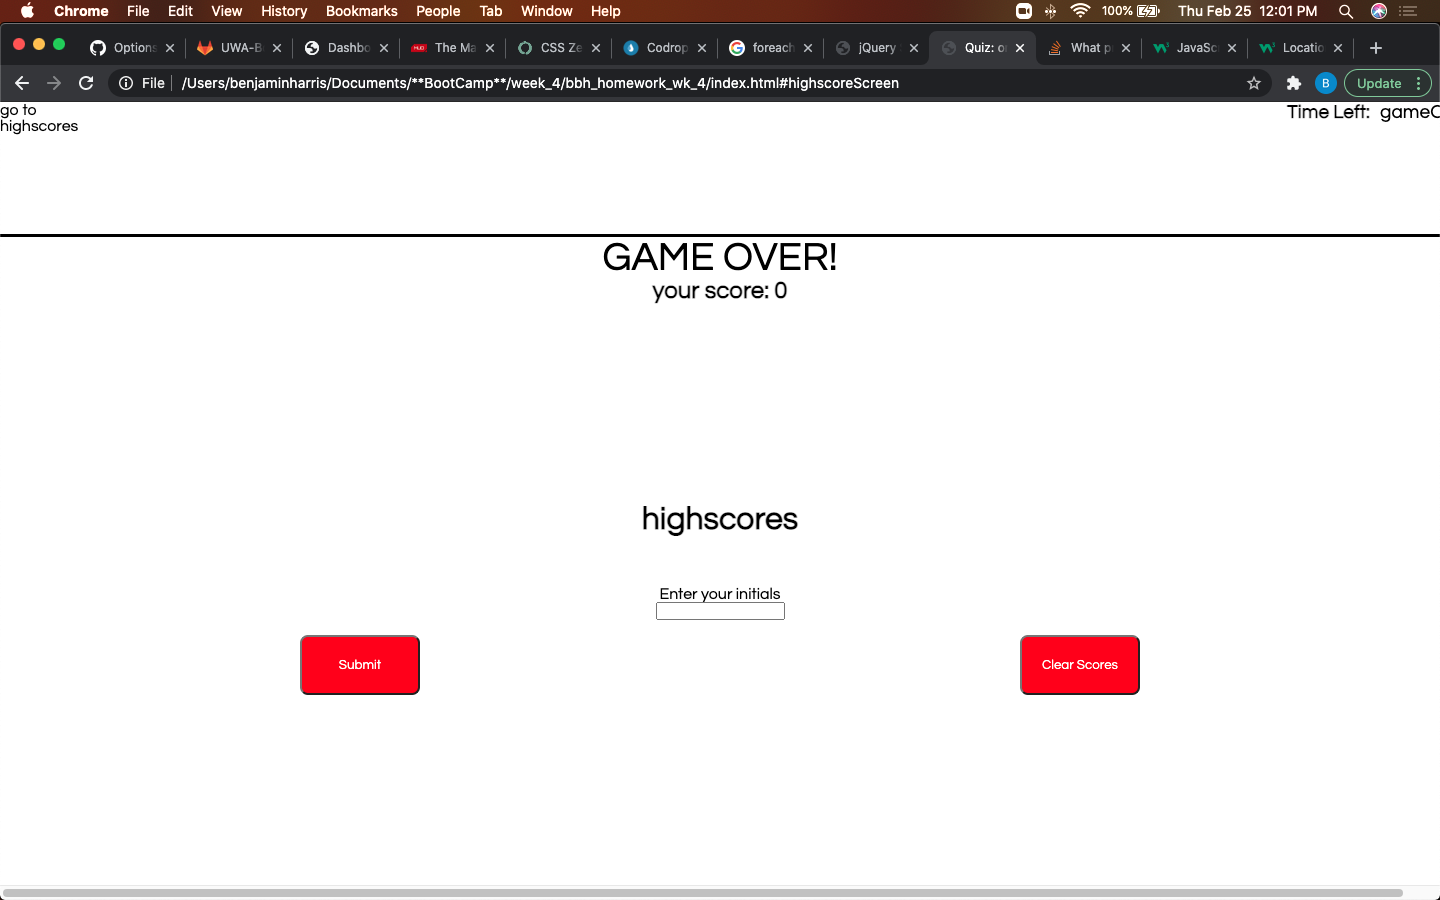 Chrome File Edit View History Bookmarks People Tab Window Help 100% Thu Feb 25 12:01 PM
Options UWA-B Dashbo HUD The Ma CSS Ze Codrop foreach jQuery Quiz: o What p JavaSc Locatio
File /Users/benjaminharris/Documents/**BootCamp**/week_4/bbh_homework_wk_4/index.html#highscoreScreen B Update
go to
highscores
Time Left: gameO
GAME OVER!
your score: 0
highscores
Enter your initials
Submit
Clear Scores